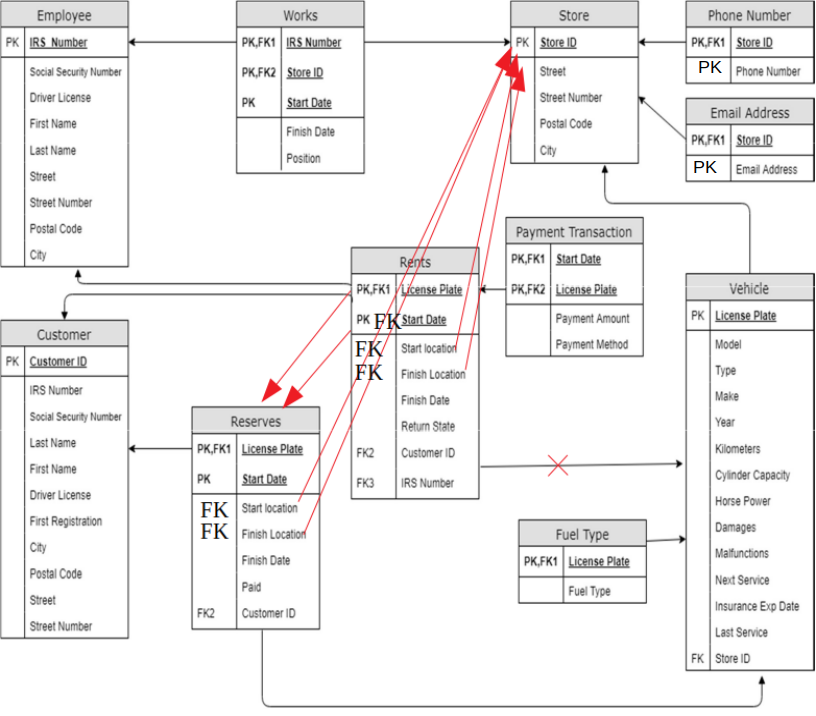 Employee
PK IRS_Number
Social Security Number
Driver License
First Name
Last Name
Street
Street Number
Postal Code
City
Works
PK,FK1 IRS Number
PK,FK2 Store ID
PK Start Date
Finish Date
Position
Store
PK Store ID
Street
Street Number
Postal Code
City
Phone Number
PK,FK1 Store ID
PK Phone Number
Email Address
PK,FK1 Store ID
PK Email Address
Payment Transaction
PK,FK1 Start Date
PK,FK2 License Plate
Payment Amount
Payment Method
Rents
PK,FK1 License Plate
PK FK Start Date
FK Start location
FK Finish Location
Finish Date
Return State
FK2 Customer ID
FK3 IRS Number
Vehicle
PK License Plate
Model
Type
Make
Year
Kilometers
Cylinder Capacity
Horse Power
Damages
Malfunctions
Next Service
Insurance Exp Date
Last Service
FK Store ID
Customer
PK Customer ID
IRS Number
Social Security Number
Last Name
First Name
Driver License
First Registration
City
Postal Code
Street
Street Number
Reserves
PK,FK1 License Plate
PK Start Date
FK Start location
FK Finish Location
Finish Date
Paid
FK2 Customer ID
Fuel Type
PK,FK1 License Plate
Fuel Type